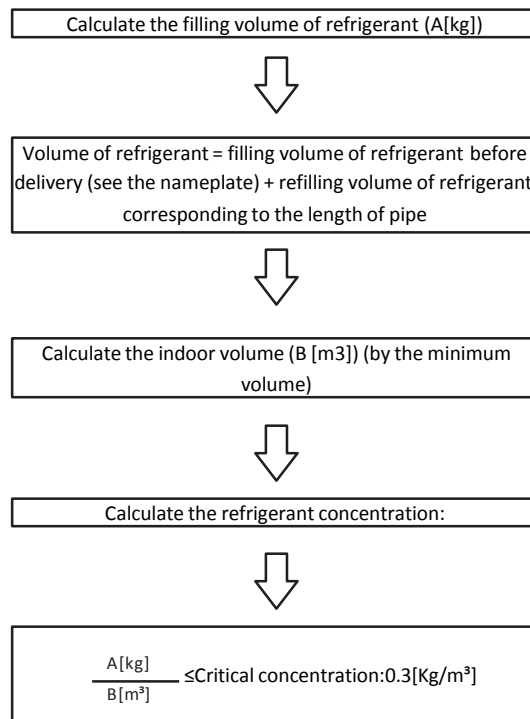 Calculate the filling volume of refrigerant (A[kg])
Volume of refrigerant = filling volume of refrigerant before
delivery (see the nameplate) + refilling volume of refrigerant
corresponding to the length of pipe
Calculate the indoor volume (B [m3]) (by the minimum
volume)
Calculate the refrigerant concentration:
A[kg]
B[m³]
≤Critical concentration:0.3[Kg/m³]